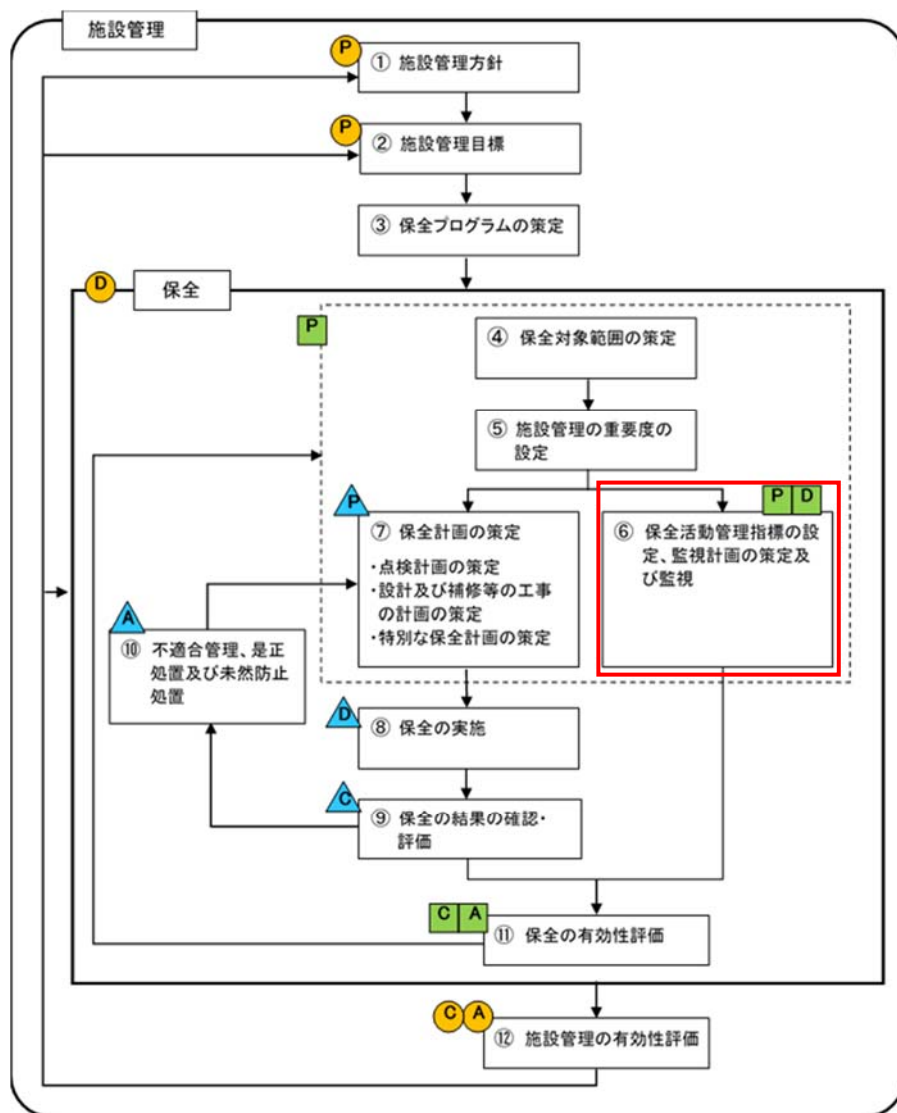 施設管理
P
① 施設管理方針
P
② 施設管理目標
③ 保全プログラムの策定
D
保全
P
④ 保全対象範囲の策定
⑤ 施設管理の重要度の
設定
P
⑦ 保全計画の策定
・点検計画の策定
・設計及び補修等の工事
の計画の策定
・特別な保全計画の策定
P D
⑥ 保全活動管理指標の設
定、監視計画の策定及
び監視
A
⑩ 不適合管理、是正
処置及び未然防止
処置
D
⑧ 保全の実施
C
⑨ 保全の結果の確認・
評価
C A
⑪ 保全の有効性評価
C A
⑫ 施設管理の有効性評価